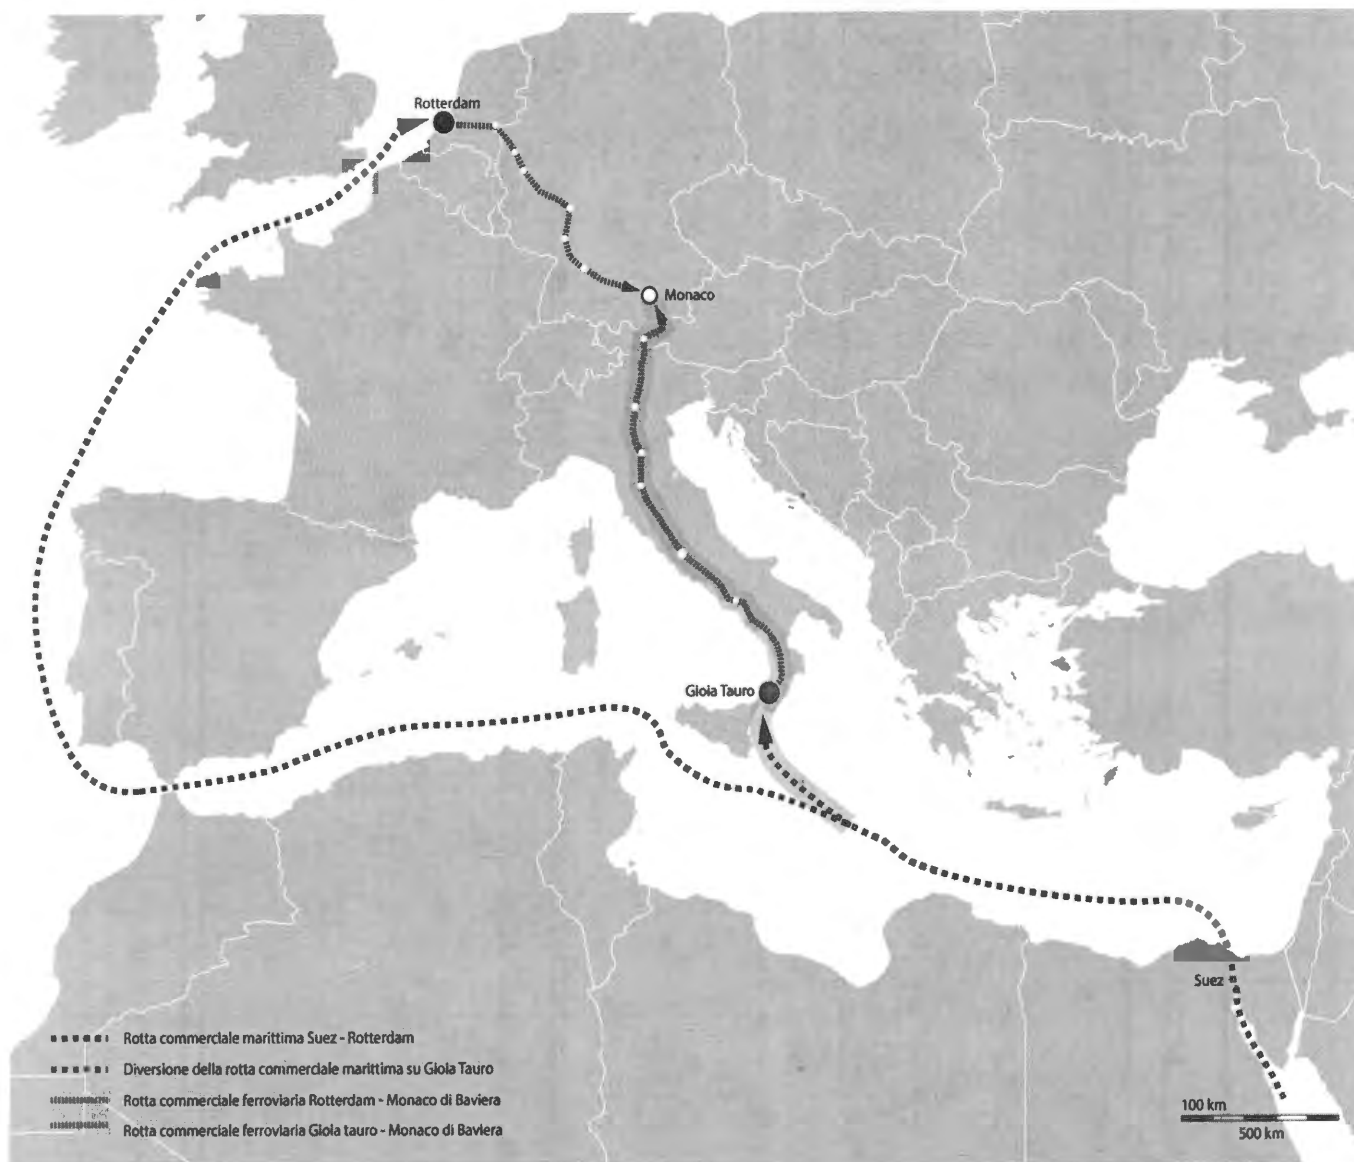 Rotterdam
Monaco
Gioia Tauro
Suez
Rotta commerciale marittima Suez - Rotterdam
Diversione della rotta commerciale marittima su Gioia Tauro
Rotta commerciale ferroviaria Rotterdam - Monaco di Baviera
Rotta commerciale ferroviaria Gioia tauro - Monaco di Baviera
100 km
500 km